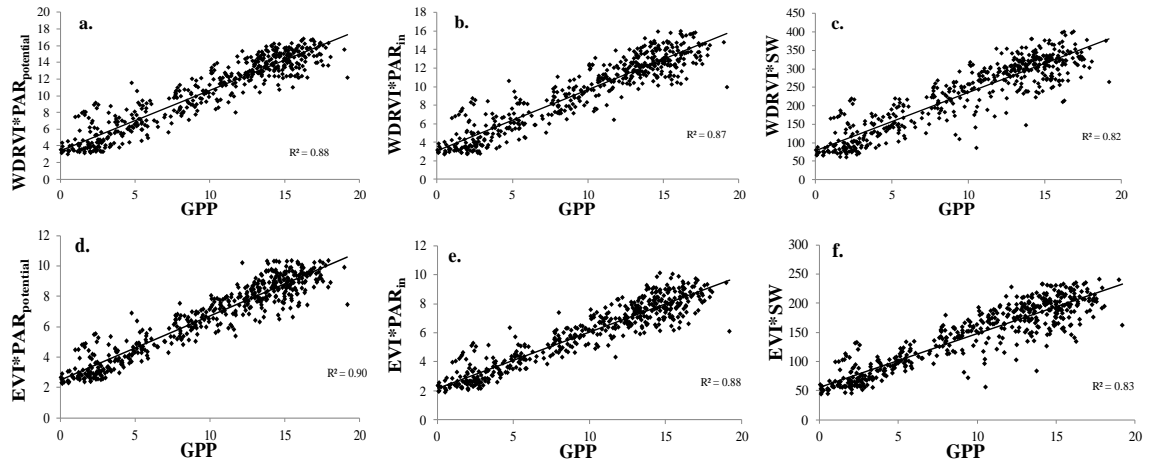 a.
WDRVI*PARpotential
20
18
16
14
12
10
8
6
4
2
0
R² = 0.88
0 5 10 15 20
GPP
b.
WDRVI*PARin
16
14
12
10
8
6
4
2
0
R² = 0.87
0 5 10 15 20
GPP
c.
WDRVI*SW
450
400
350
300
250
200
150
100
50
0
R² = 0.82
0 5 10 15 20
GPP
d.
EVI*PARpotential
12
10
8
6
4
2
0
R² = 0.90
0 5 10 15 20
GPP
e.
EVI*PARin
12
10
8
6
4
2
0
R² = 0.88
0 5 10 15 20
GPP
f.
EVI*SW
300
250
200
150
100
50
0
R² = 0.83
0 5 10 15 20
GPP